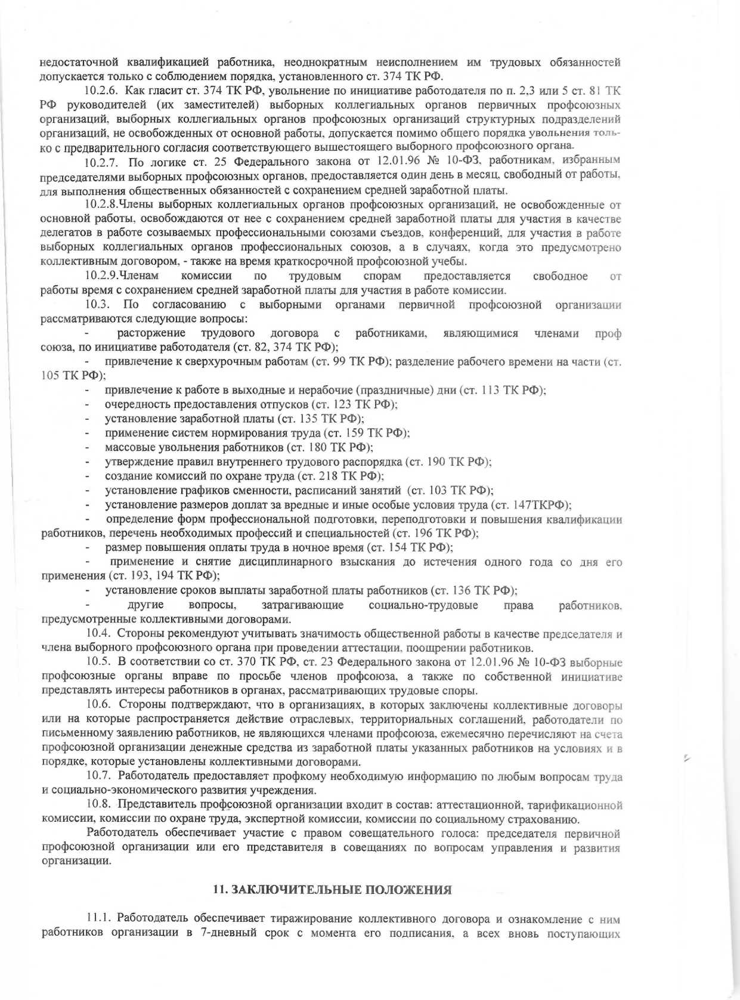 недостаточной квалификацией работника, неоднократным неисполнением им трудовых обязанностей
допускается только с соблюдением порядка, установленного ст. 374 ТК РФ.
10.2.6. Как гласит ст. 374 ТК РФ, увольнение по инициативе работодателя по п. 2,3 или 5 ст. 81 ТК
РФ руководителей (их заместителей) выборных коллегиальных органов первичных профсоюзных
организаций, выборных коллегиальных органов профсоюзных организаций структурных подразделений
организаций, не освобожденных от основной работы, допускается помимо общего порядка увольнения толь-
ко с предварительного согласия соответствующего вышестоящего выборного профсоюзного органа.
10.2.7. По логике ст. 25 Федерального закона от 12.01.96 № 10-ФЗ, работникам, избранным
председателями выборных профсоюзных органов, предоставляется один день в месяц, свободный от работы,
для выполнения общественных обязанностей с сохранением средней заработной платы.
10.2.8.Члены выборных коллегиальных органов профсоюзных организаций, не освобожденные от
основной работы, освобождаются от нее с сохранением средней заработной платы для участия в качестве
делегатов в работе созываемых профессиональными союзами съездов, конференций, для участия в работе
выборных коллегиальных органов профессиональных союзов, а в случаях, когда это предусмотрено
коллективным договором, - также на время краткосрочной профсоюзной учебы.
10.2.9.Членам комиссии по трудовым спорам предоставляется свободное от
работы время с сохранением средней заработной платы для участия в работе комиссии.
10.3. По согласованию с выборными органами первичной профсоюзной организации
рассматриваются следующие вопросы:
- расторжение трудового договора с работниками, являющимися членами проф
союза, по инициативе работодателя (ст. 82, 374 ТК РФ);
- привлечение к сверхурочным работам (ст. 99 ТК РФ); разделение рабочего времени на части (ст.
105 ТК РФ);
- привлечение к работе в выходные и нерабочие (праздничные) дни (ст. 113 ТК РФ);
- очередность предоставления отпусков (ст. 123 ТК РФ);
- установление заработной платы (ст. 135 ТК РФ);
- применение систем нормирования труда (ст. 159 ТК РФ);
- массовые увольнения работников (ст. 180 ТК РФ);
- утверждение правил внутреннего трудового распорядка (ст. 190 ТК РФ);
- создание комиссий по охране труда (ст. 218 ТК РФ);
- установление графиков сменности, расписаний занятий (ст. 103 ТК РФ);
- установление размеров доплат за вредные и иные особые условия труда (ст. 147ТКРФ);
- определение форм профессиональной подготовки, переподготовки и повышения квалификации
работников, перечень необходимых профессий и специальностей (ст. 196 ТК РФ);
- размер повышения оплаты труда в ночное время (ст. 154 ТК РФ);
- применение и снятие дисциплинарного взыскания до истечения одного года со дня его
применения (ст. 193, 194 ТК РФ);
- установление сроков выплаты заработной платы работников (ст. 136 ТК РФ);
- другие вопросы, затрагивающие социально-трудовые права работников,
предусмотренные коллективными договорами.
10.4. Стороны рекомендуют учитывать значимость общественной работы в качестве председателя и
члена выборного профсоюзного органа при проведении аттестации, поощрении работников.
10.5. В соответствии со ст. 370 ТК РФ, ст. 23 Федерального закона от 12.01.96 № 10-ФЗ выборные
профсоюзные органы вправе по просьбе членов профсоюза, а также по собственной инициативе
представлять интересы работников в органах, рассматривающих трудовые споры.
10.6. Стороны подтверждают, что в организациях, в которых заключены коллективные договоры
или на которые распространяется действие отраслевых, территориальных соглашений, работодатели по
письменному заявлению работников, не являющихся членами профсоюза, ежемесячно перечисляют на счета
профсоюзной организации денежные средства из заработной платы указанных работников на условиях и в
порядке, которые установлены коллективными договорами.
10.7. Работодатель предоставляет профкому необходимую информацию по любым вопросам труда
и социально-экономического развития учреждения.
10.8. Представитель профсоюзной организации входит в состав: аттестационной, тарификационной
комиссии, комиссии по охране труда, экспертной комиссии, комиссии по социальному страхованию.
Работодатель обеспечивает участие с правом совещательного голоса: председателя первичной
профсоюзной организации или его представителя в совещаниях по вопросам управления и развития
организации.
11. ЗАКЛЮЧИТЕЛЬНЫЕ ПОЛОЖЕНИЯ
11.1. Работодатель обеспечивает тиражирование коллективного договора и ознакомление с ним
работников организации в 7-дневный срок с момента его подписания, а всех вновь поступающих